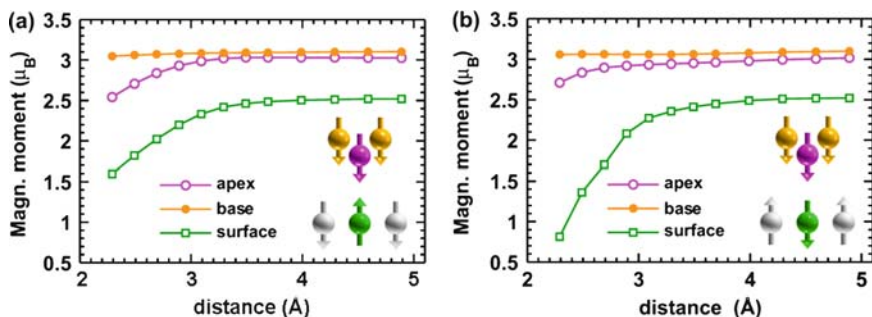 (a)
Magn. moment (μB)
3.5
3
2.5
2
1.5
1
0.5
apex
base
surface
2
3
4
5
distance (Å)
(b)
Magn. moment (μB)
3.5
3
2.5
2
1.5
1
0.5
apex
base
surface
2
3
4
5
distance (Å)